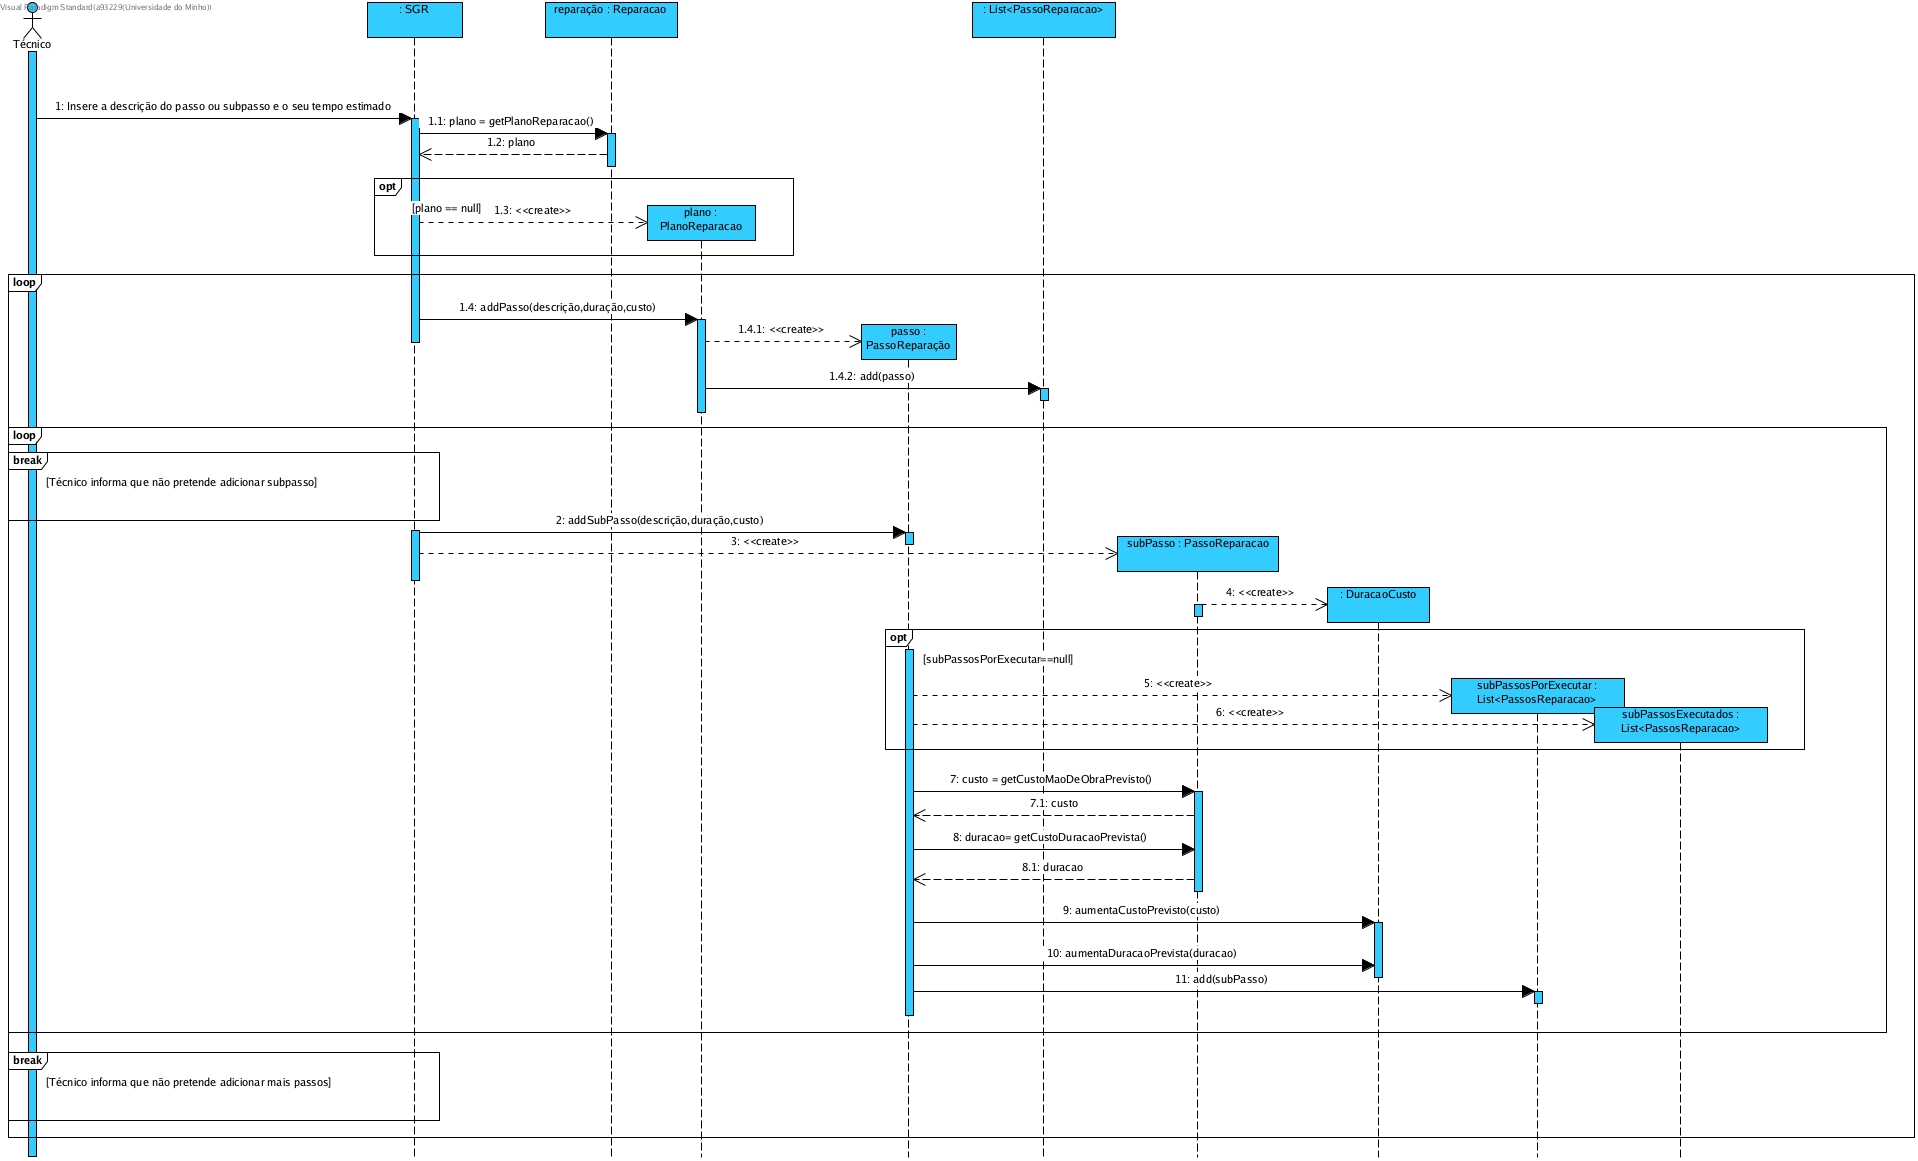 Visual Paradigm Standard(a93229(Universidade do Minho))
Técnico
: SGR
reparação : Reparacao
: List<PassoReparacao>
1: Insere a descrição do passo ou subpasso e o seu tempo estimado
1.1: plano = getPlanoReparacao()
1.2: plano
opt
[plano == null]
1.3: <<create>>
plano :
PlanoReparacao
loop
1.4: addPasso(descrição,duração,custo)
1.4.1: <<create>>
passo :
PassoReparação
1.4.2: add(passo)
loop
break
[Técnico informa que não pretende adicionar subpasso]
2: addSubPasso(descrição,duração,custo)
3: <<create>>
subPasso : PassoReparacao
4: <<create>>
: DuracaoCusto
opt
[subPassosPorExecutar==null]
5: <<create>>
subPassosPorExecutar :
List<PassosReparacao>
6: <<create>>
subPassosExecutados :
List<PassosReparacao>
7: custo = getCustoMaoDeObraPrevisto()
7.1: custo
8: duracao= getCustoDuracaoPrevista()
8.1: duracao
9: aumentaCustoPrevisto(custo)
10: aumentaDuracaoPrevista(duracao)
11: add(subPasso)
break
[Técnico informa que não pretende adicionar mais passos]